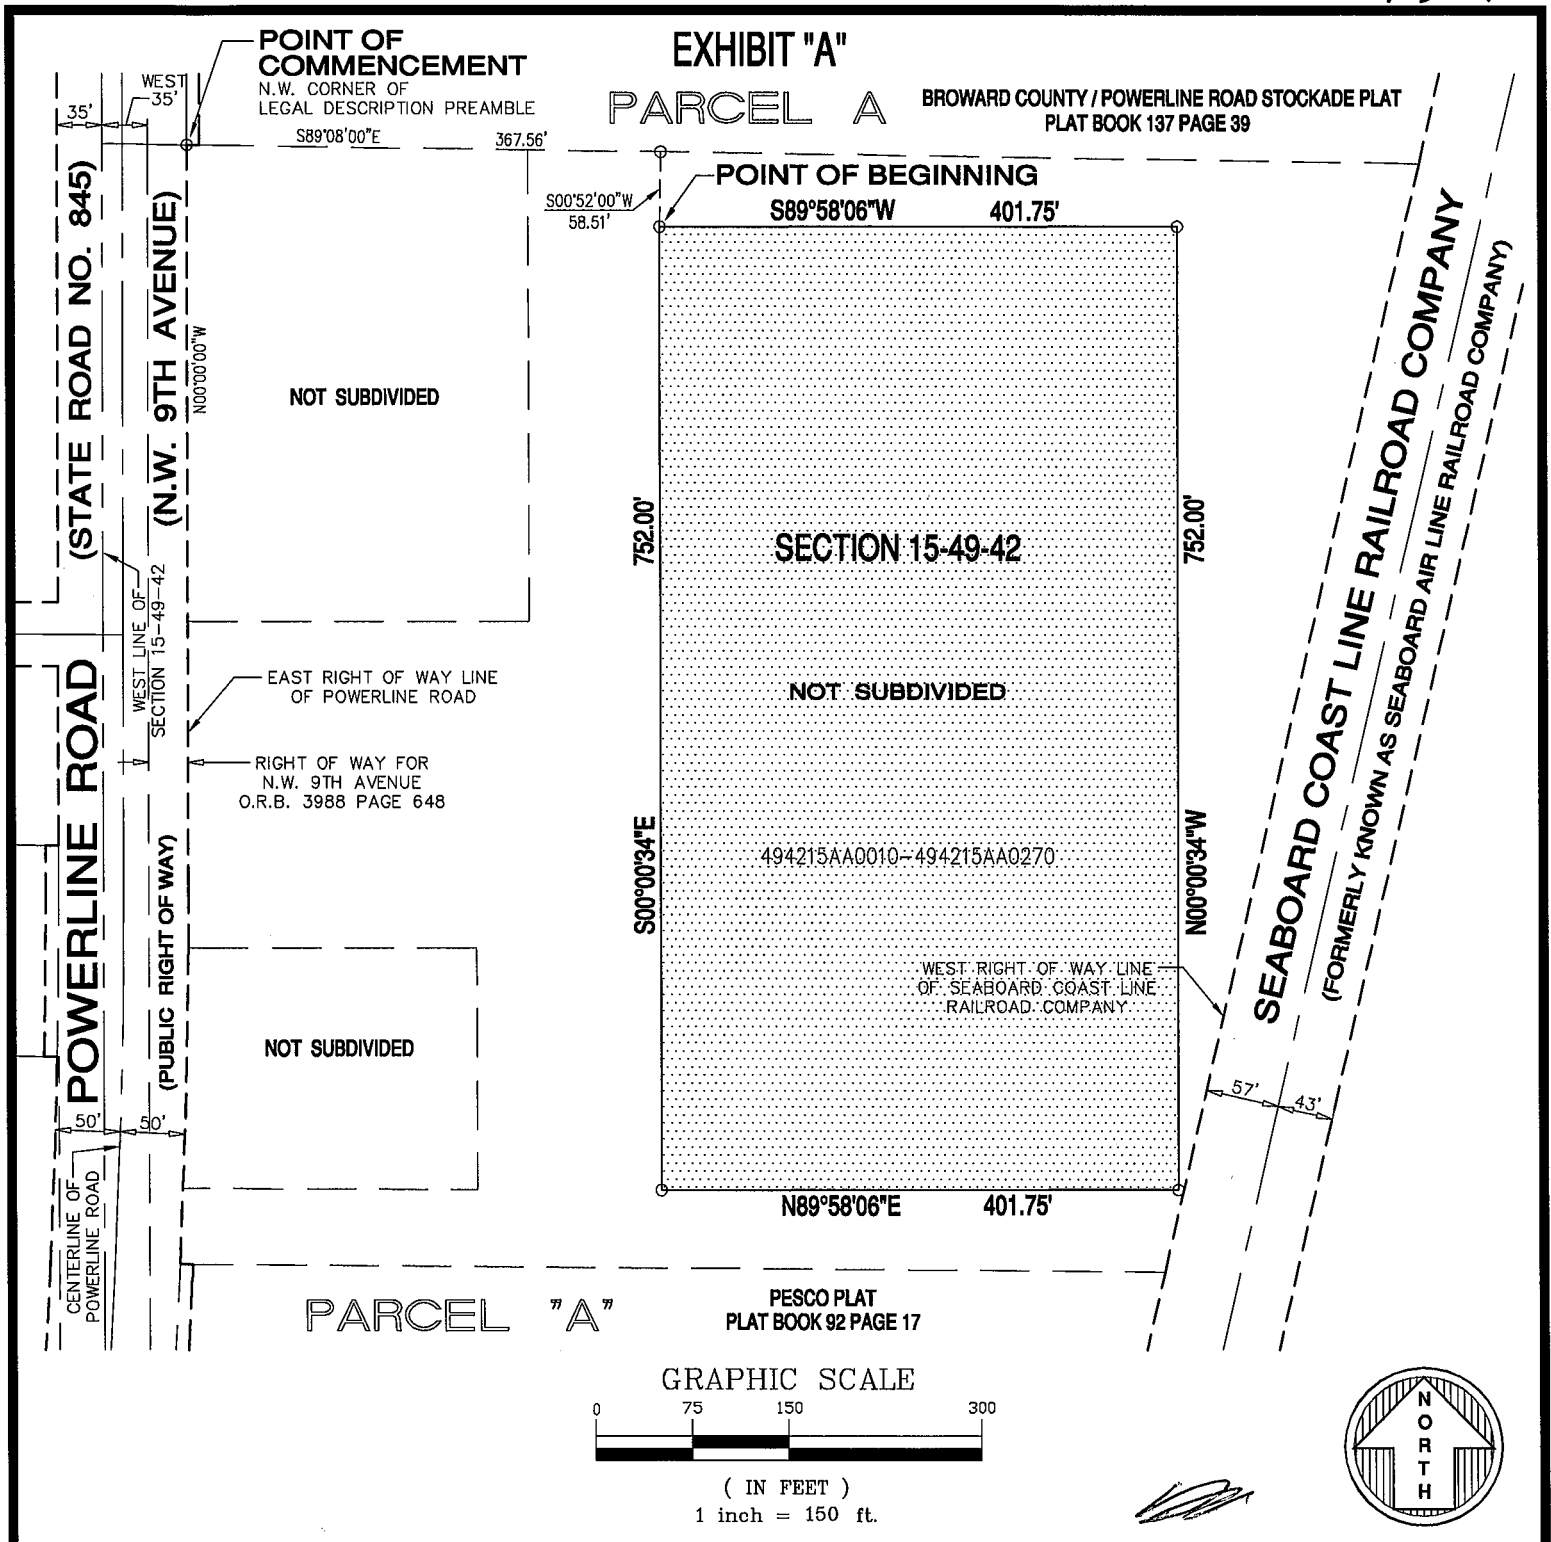 EXHIBIT "A"
POINT OF
COMMENCEMENT
N.W. CORNER OF
LEGAL DESCRIPTION PREAMBLE
WEST
35'
35'
S89°08'00"E 367.56'
PARCEL A
BROWARD COUNTY / POWERLINE ROAD STOCKADE PLAT
PLAT BOOK 137 PAGE 39
POINT OF BEGINNING
S00°52'00"W
58.51'
S89°58'06"W 401.75'
(STATE ROAD NO. 845)
(N.W. 9TH AVENUE)
N00°00'00"W
NOT SUBDIVIDED
752.00'
SECTION 15-49-42
752.00'
SEABOARD COAST LINE RAILROAD COMPANY
(FORMERLY KNOWN AS SEABOARD AIR LINE RAILROAD COMPANY)
WEST LINE OF
SECTION 15-49-42
EAST RIGHT OF WAY LINE
OF POWERLINE ROAD
NOT SUBDIVIDED
POWERLINE ROAD
RIGHT OF WAY FOR
N.W. 9TH AVENUE
O.R.B. 3988 PAGE 648
(PUBLIC RIGHT OF WAY)
S00°00'34"E
494215AA0010-494215AA0270
N00°00'34"W
WEST RIGHT OF WAY LINE
OF SEABOARD COAST LINE
RAILROAD COMPANY
NOT SUBDIVIDED
57'
43'
50'
50'
CENTERLINE OF
POWERLINE ROAD
N89°58'06"E 401.75'
PARCEL "A"
PESCO PLAT
PLAT BOOK 92 PAGE 17
GRAPHIC SCALE
0 75 150 300
( IN FEET )
1 inch = 150 ft.
NORTH